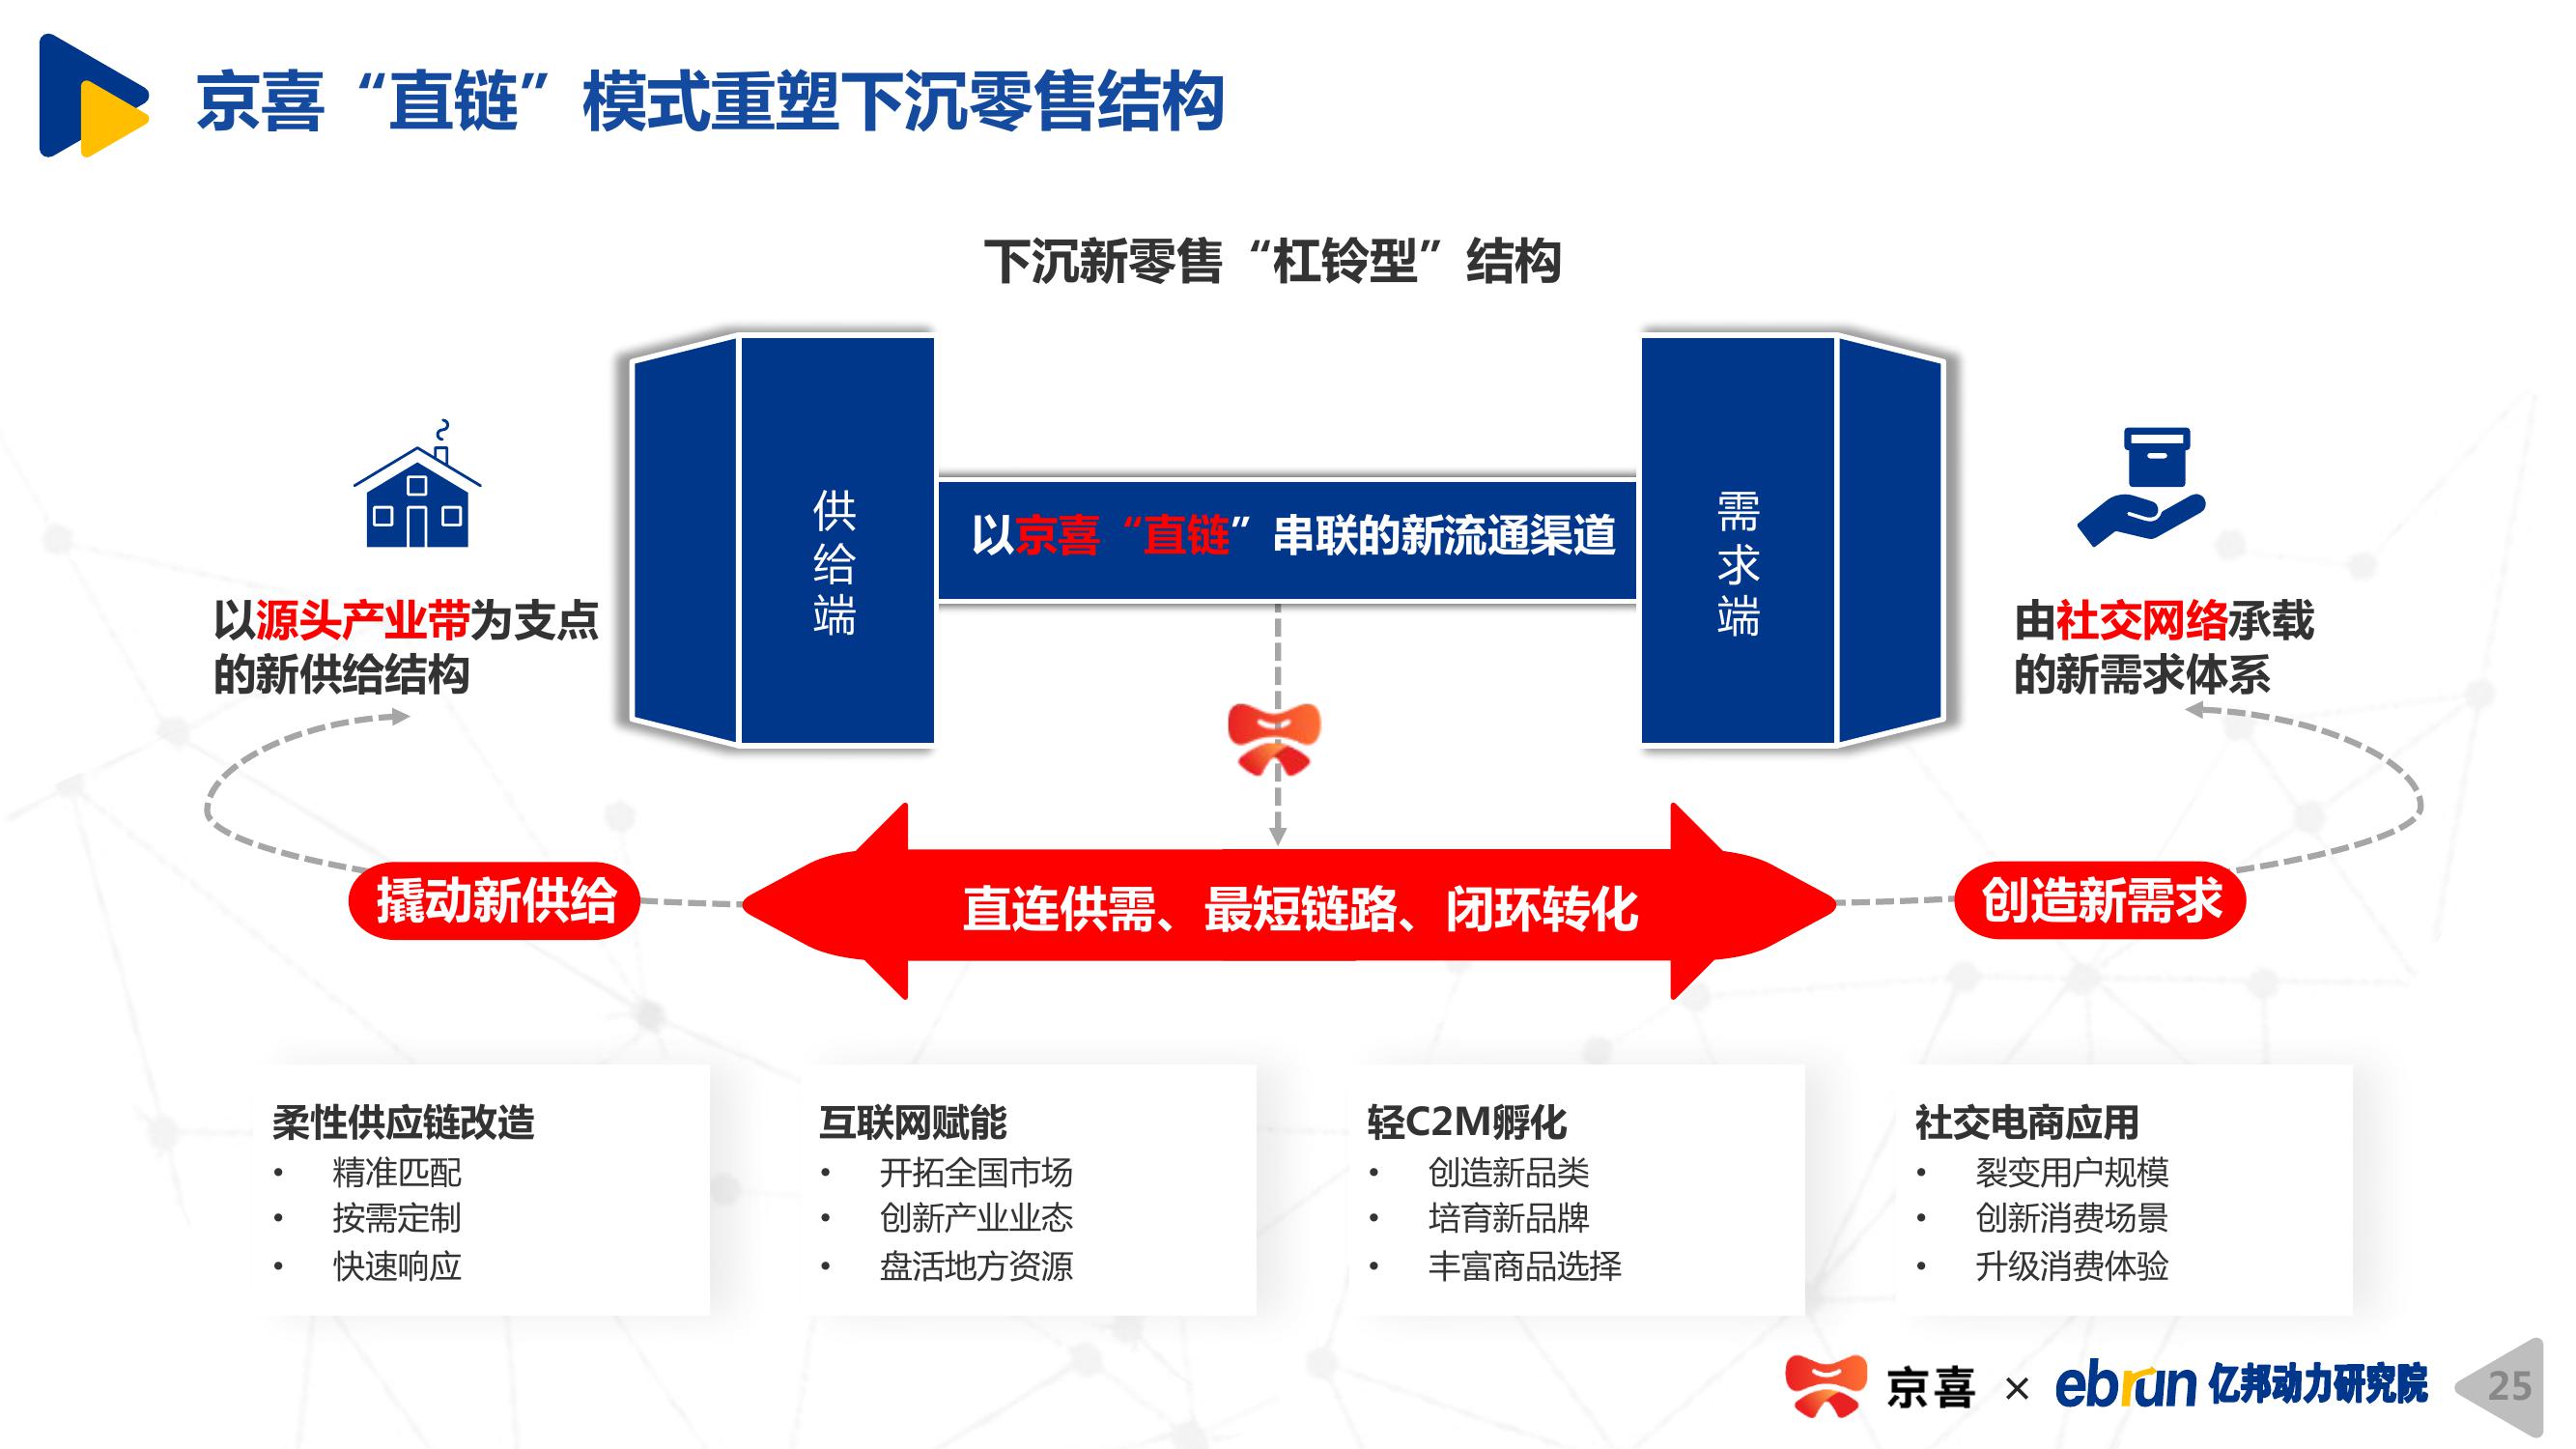 京喜“直链”模式重塑下沉零售结构
下沉新零售“杠铃型”结构
供给端
以京喜“直链”串联的新流通渠道
需求端
以源头产业带为支点
的新供给结构
由社交网络承载
的新需求体系
撬动新供给
直连供需、最短链路、闭环转化
创造新需求
柔性供应链改造
• 精准匹配
• 按需定制
• 快速响应
互联网赋能
• 开拓全国市场
• 创新产业业态
• 盘活地方资源
轻C2M孵化
• 创造新品类
• 培育新品牌
• 丰富商品选择
社交电商应用
• 裂变用户规模
• 创新消费场景
• 升级消费体验
京喜 × ebrun 亿邦动力研究院
25